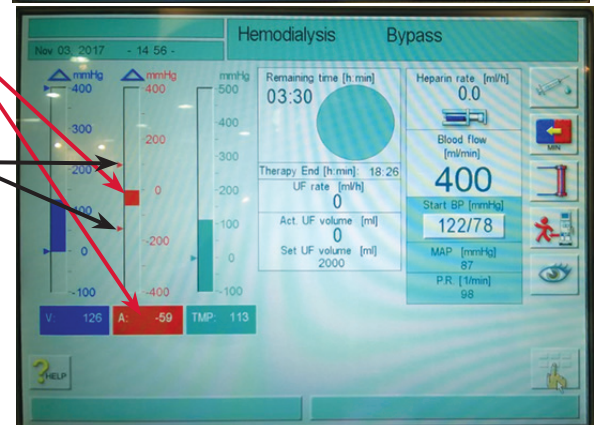 Hemodialysis Bypass
Nov 03, 2017 - 14 56 -
mmHg mmHg mmHg
400 400 500
300 200 400
200 0 300
100 -200 200
0 -400 100
-100 0
-100
V: 126 A: -59 TMP: 113
Remaining time [h:min]
03:30
Therapy End [h:min]: 18:26
UF rate [ml/h]
0
Act. UF volume [ml]
0
Set UF volume [ml]
2000
Heparin rate [ml/h]
0.0
Blood flow
[ml/min]
400
Start BP [mmHg]
122/78
MAP [mmHg]
87
P.R. [1/min]
98
MIN
?HELP